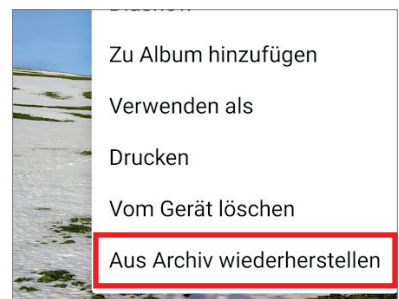 Zu Album hinzufügen
Verwenden als
Drucken
Vom Gerät löschen
Aus Archiv wiederherstellen